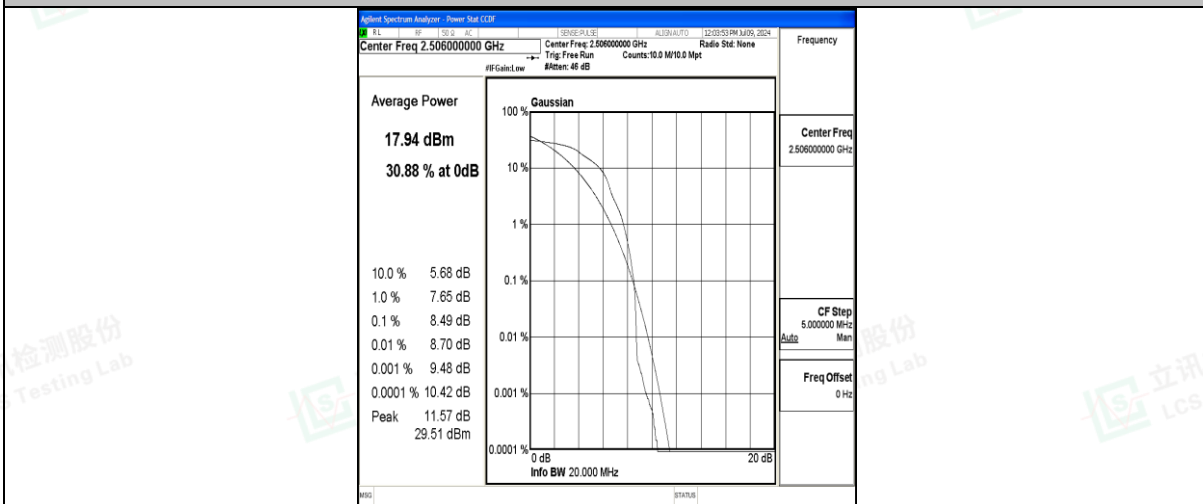 Agilent Spectrum Analyzer - Power Stat CCDF
RL RF 50 Ω AC SENSE:PULSE ALIGN AUTO 12:03:53 PM Jul 09, 2024
Center Freq 2.506000000 GHz
Center Freq: 2.506000000 GHz Radio Std: None
Trig: Free Run Counts:10.0 M/10.0 Mpt
#IFGain:Low #Atten: 46 dB
Frequency
Average Power
17.94 dBm
30.88 % at 0dB
10.0 % 5.68 dB
1.0 % 7.65 dB
0.1 % 8.49 dB
0.01 % 8.70 dB
0.001 % 9.48 dB
0.0001 % 10.42 dB
Peak 11.57 dB
29.51 dBm
Gaussian
100 %
10 %
1 %
0.1 %
0.01 %
0.001 %
0.0001 %
0 dB 20 dB
Info BW 20.000 MHz
Center Freq
2.506000000 GHz
CF Step
5.000000 MHz
Auto Man
Freq Offset
0 Hz
MSG STATUS
检测股份
Testing Lab
股份
ng Lab
立讯
LCS